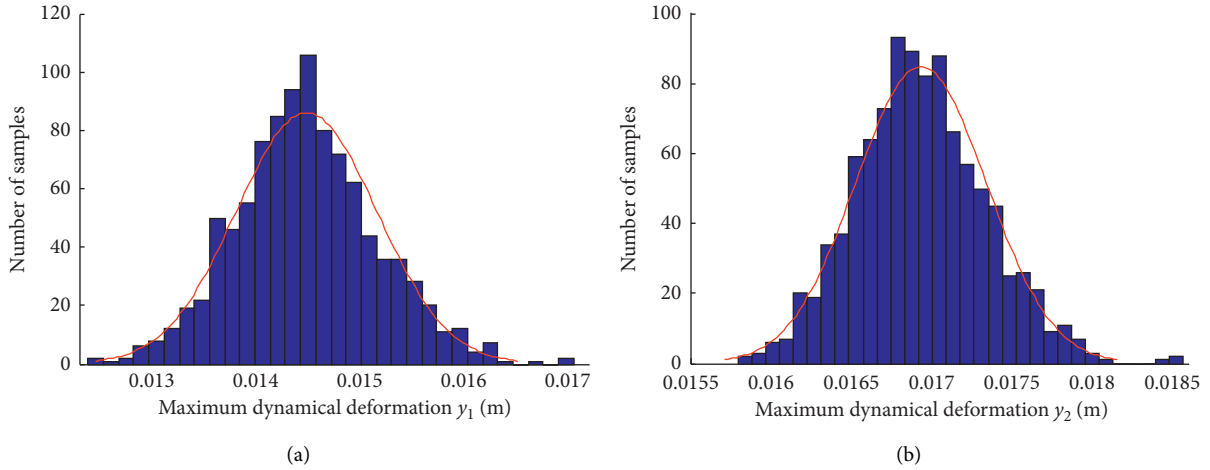 120
100
80
60
40
20
0
Number of samples
0.013 0.014 0.015 0.016 0.017
Maximum dynamical deformation y1 (m)
(a)
100
80
60
40
20
0
Number of samples
0.0155 0.016 0.0165 0.017 0.0175 0.018 0.0185
Maximum dynamical deformation y2 (m)
(b)